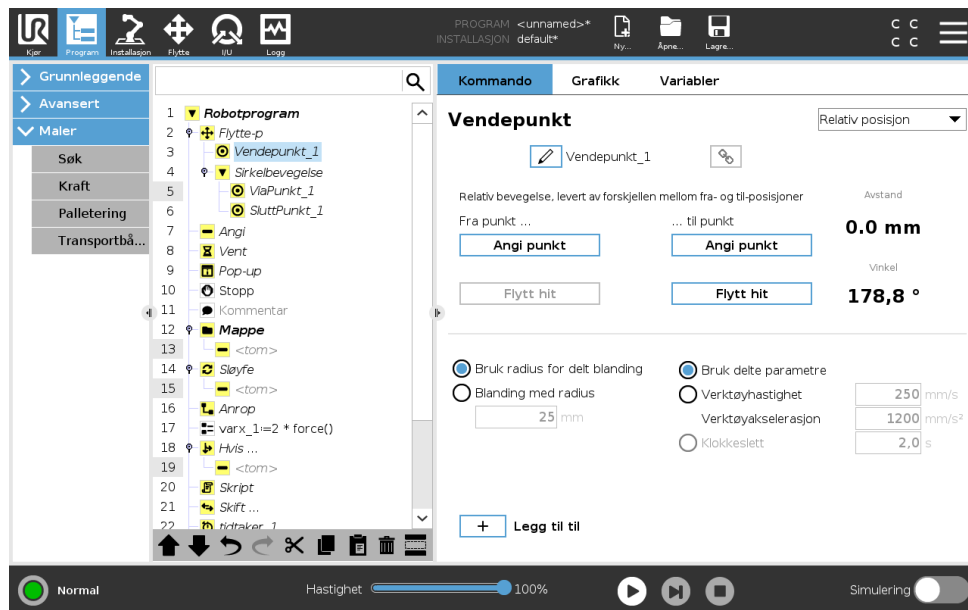 PROGRAM <unnamed>*
INSTALLASJON default*
Kjør Program Installasjon Flytte I/U Logg Ny... Åpne... Lagre...
C C
C C
Grunnleggende
Avansert
Maler
Søk
Kraft
Palletering
Transportbå...
1 Robotprogram
2 Flytte-p
3 Vendepunkt_1
4 Sirkelbevegelse
5 ViaPunkt_1
6 SluttPunkt_1
7 Angi
8 Vent
9 Pop-up
10 Stopp
11 Kommentar
12 Mappe
13 <tom>
14 Sløyfe
15 <tom>
16 Anrop
17 varx_1:=2 * force()
18 Hvis ...
19 <tom>
20 Skript
21 Skift ...
22 tidtaker_1
Kommando Grafikk Variabler
Vendepunkt Relativ posisjon
Vendepunkt_1
Relativ bevegelse, levert av forskjellen mellom fra- og til-posisjoner Avstand
Fra punkt ... ... til punkt 0.0 mm
Angi punkt Angi punkt
Vinkel
Flytt hit Flytt hit 178,8 °
Bruk radius for delt blanding Bruk delte parametre
Blanding med radius Verktøyhastighet 250 mm/s
25 mm Verktøyakselerasjon 1200 mm/s²
Klokkeslett 2,0 s
+ Legg til til
Normal Hastighet 100% Simulering